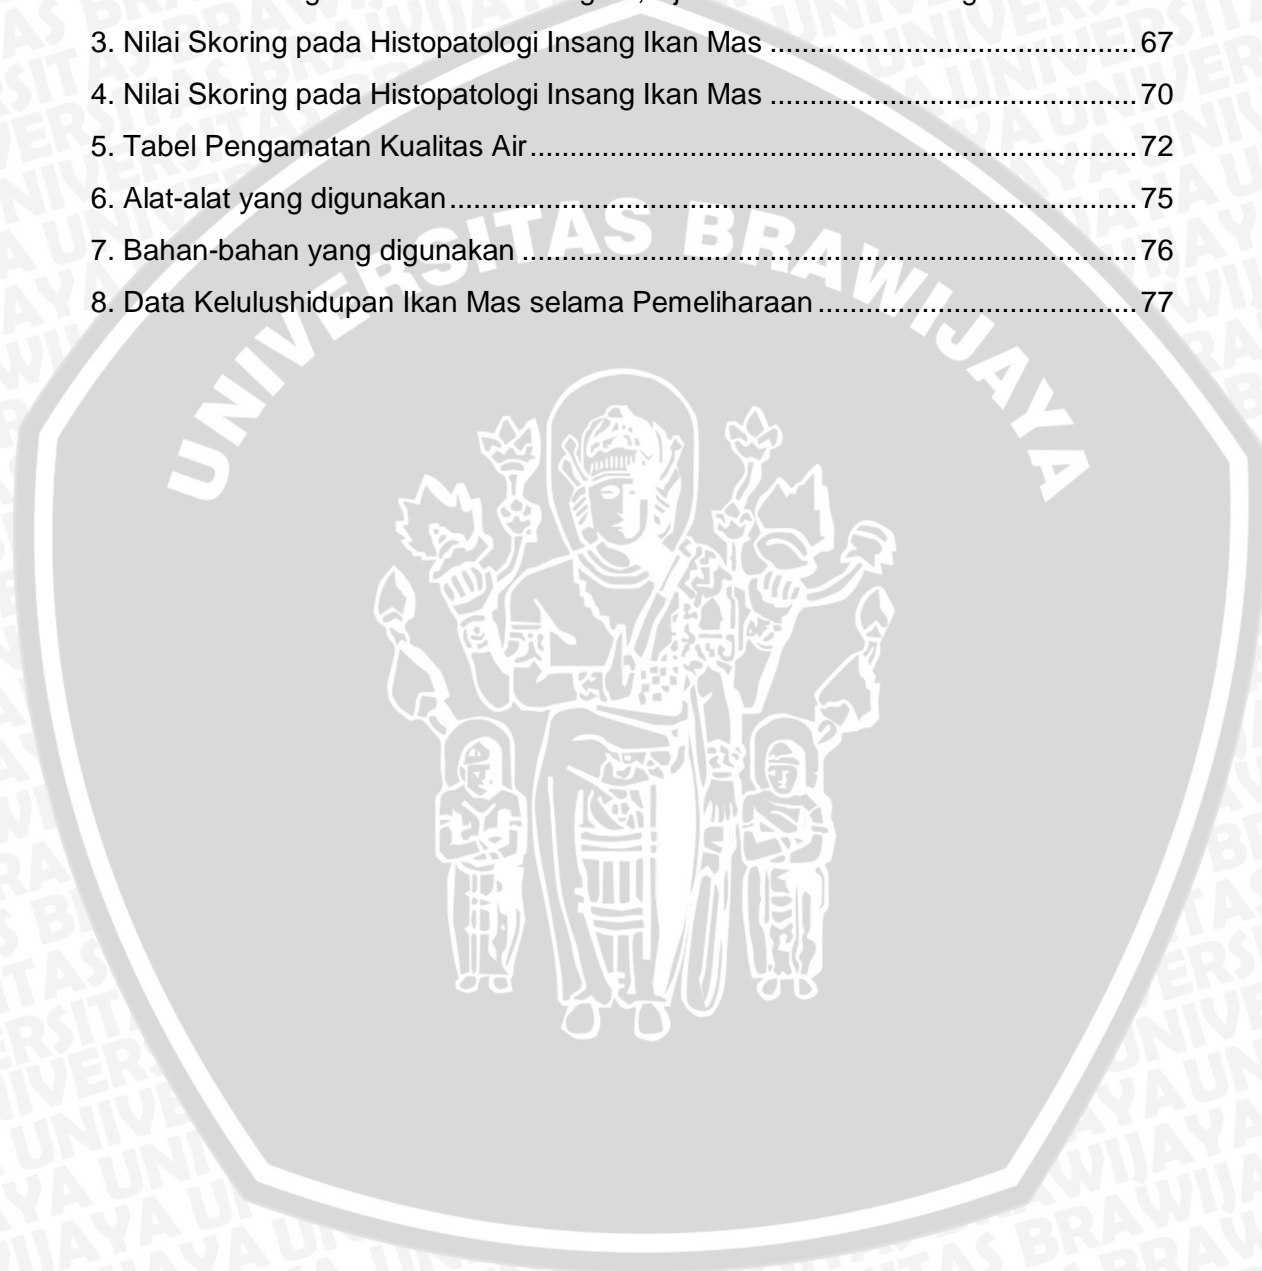 3. Nilai Skoring pada Histopatologi Insang Ikan Mas ............................................... 67
4. Nilai Skoring pada Histopatologi Insang Ikan Mas ............................................... 70
5. Tabel Pengamatan Kualitas Air ............................................................................. 72
6. Alat-alat yang digunakan ....................................................................................... 75
7. Bahan-bahan yang digunakan .............................................................................. 76
8. Data Kelulushidupan Ikan Mas selama Pemeliharaan ......................................... 77
UNIVERSITAS BRAWIJAYA